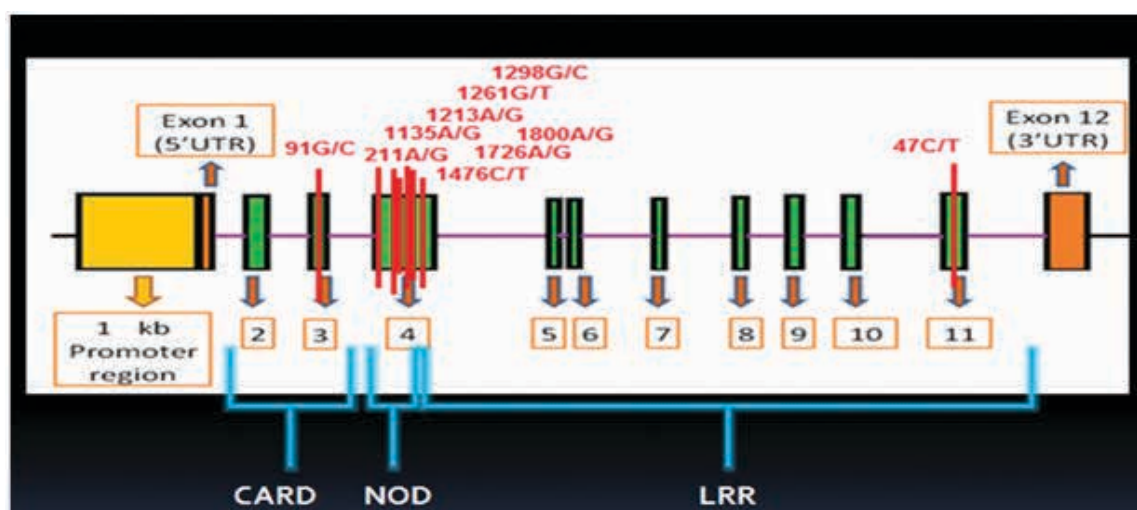 1298G/C
1261G/T
1213A/G
1135A/G 1800A/G
211A/G 1726A/G
1476C/T
Exon 1
(5'UTR)
91G/C
47C/T
Exon 12
(3'UTR)
1 kb
Promoter
region
2
3
4
5
6
7
8
9
10
11
CARD
NOD
LRR